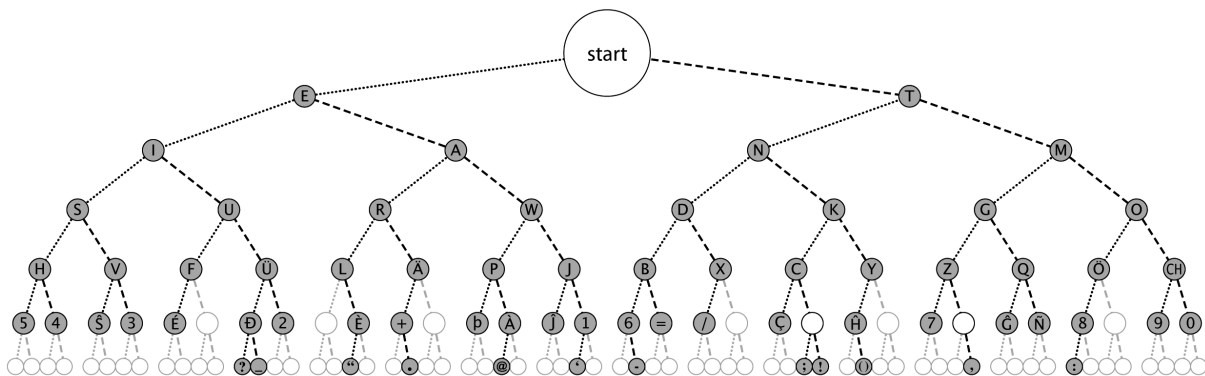 start
E T
I A N M
S U R W D K G O
H V F Ü L Ä P J B X C Y Z Q Ö CH
5 4 Ŝ 3 É Đ 2 È + þ À Ĵ 1 6 = / Ç Ĥ 7 Ĝ Ñ 8 9 0
? _ “ . @ ‘ - ; ! () , :